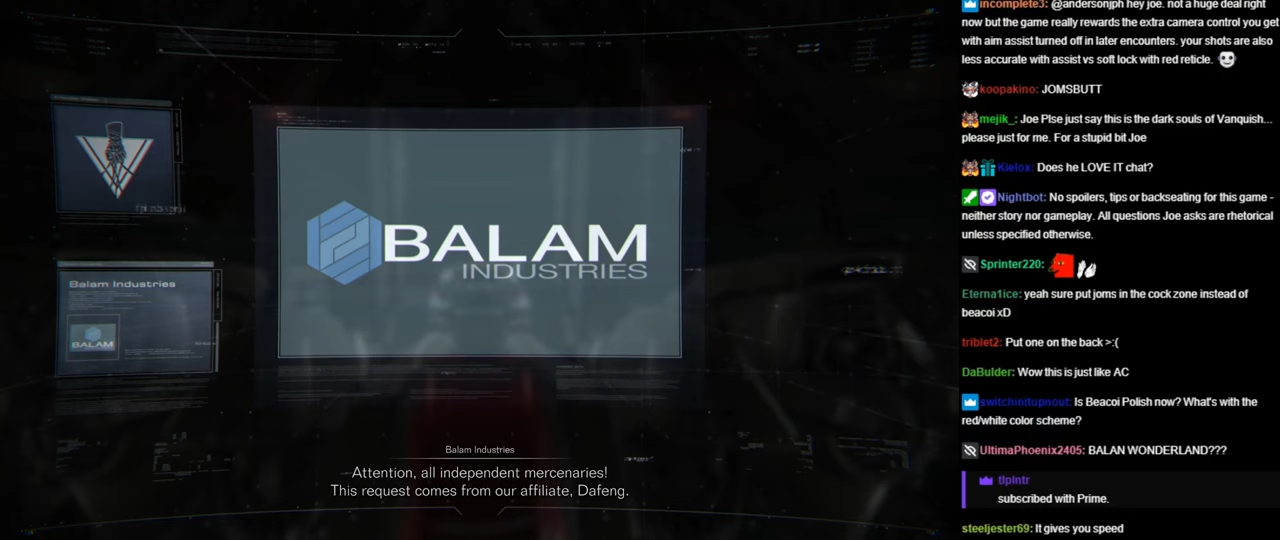 Balam Industries
BALAM
BALAM
INDUSTRIES
Balam Industries
Attention, all independent mercenaries!
This request comes from our affiliate, Dafeng.
incomplete3: @andersonjph hey joe. not a huge deal right
now but the game really rewards the extra camera control you get
with aim assist turned off in later encounters. your shots are also
less accurate with assist vs soft lock with red reticle.
koopakino: JOMSBUTT
mejik_: Joe Plse just say this is the dark souls of Vanquish...
please just for me. For a stupid bit Joe
Kielox: Does he LOVE IT chat?
Nightbot: No spoilers, tips or backseating for this game -
neither story nor gameplay. All questions Joe asks are rhetorical
unless specified otherwise.
Sprinter220:
Eterna1ice: yeah sure put joms in the cock zone instead of
beacoi xD
triblet2: Put one on the back >:(
DaBulder: Wow this is just like AC
switchinitupnout: Is Beacoi Polish now? What's with the
red/white color scheme?
UltimaPhoenix2405: BALAN WONDERLAND???
tlplntr
subscribed with Prime.
steeljester69: It gives you speed